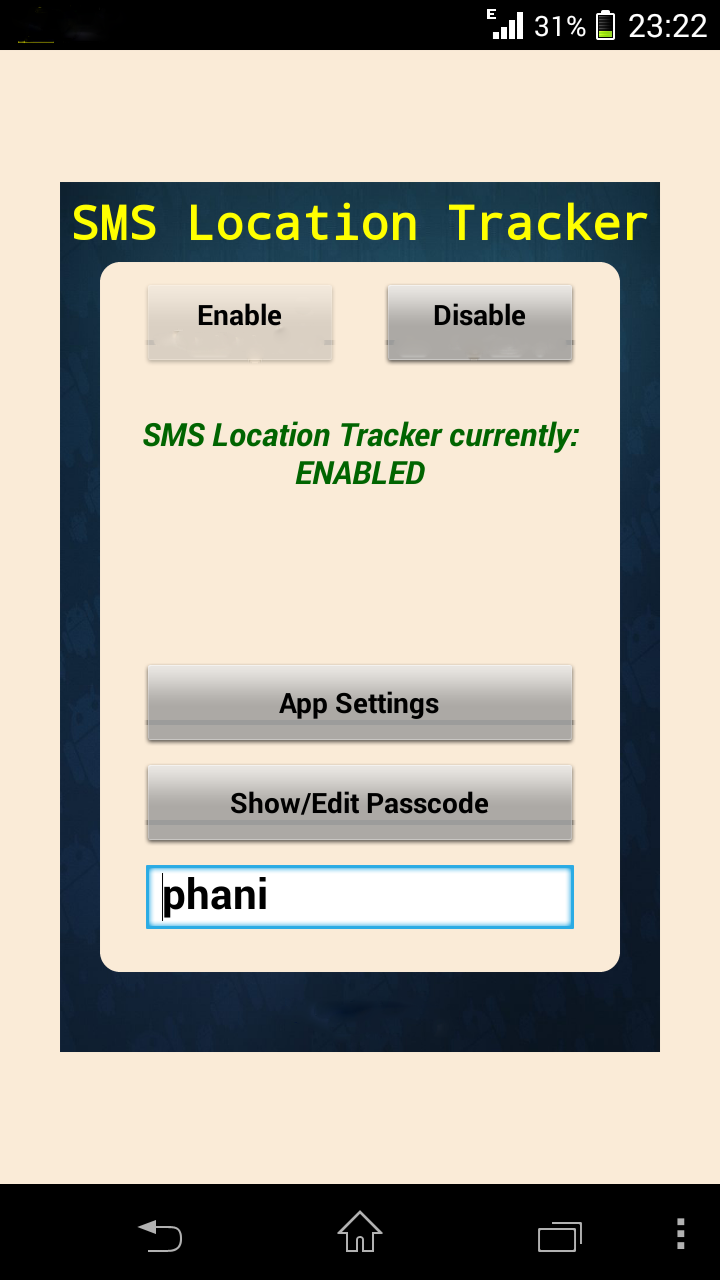 E 31% 23:22
SMS Location Tracker
Enable Disable
SMS Location Tracker currently:
ENABLED
App Settings
Show/Edit Passcode
phani